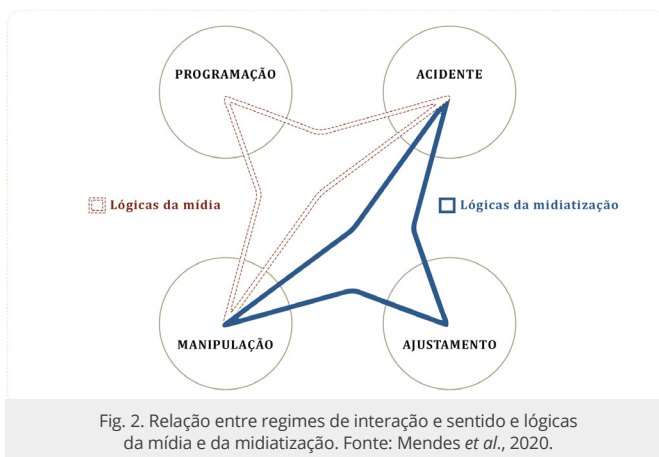 PROGRAMAÇÃO
ACIDENTE
Lógicas da mídia
Lógicas da midiatização
MANIPULAÇÃO
AJUSTAMENTO
Fig. 2. Relação entre regimes de interação e sentido e lógicas
da mídia e da midiatização. Fonte: Mendes et al., 2020.